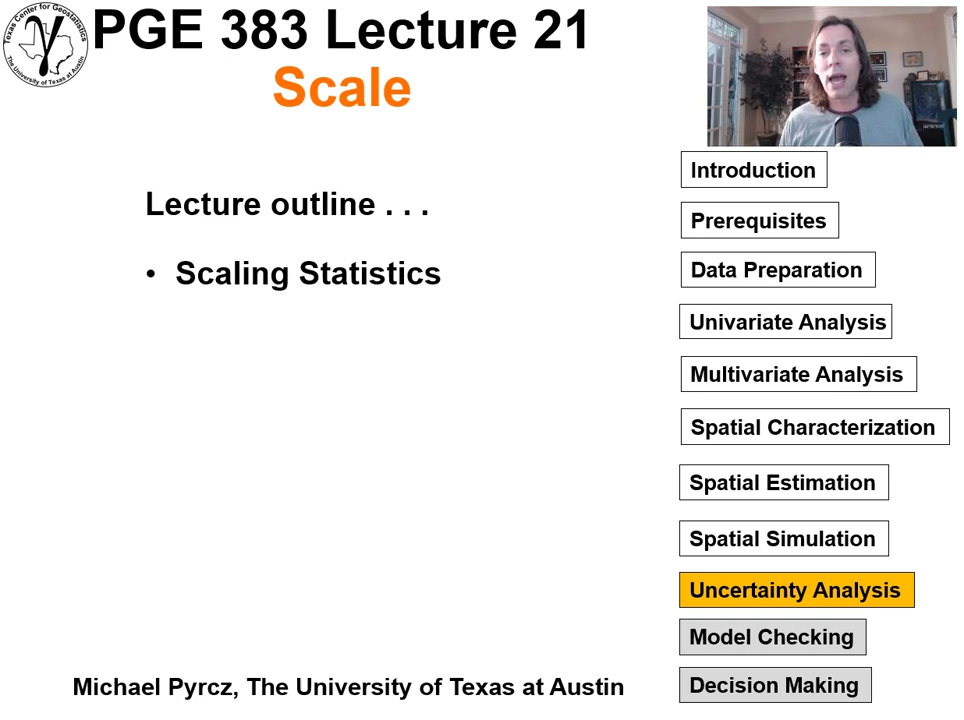 Texas Center for Geostatistics
The University of Texas at Austin
PGE 383 Lecture 21
Scale
Lecture outline . . .
• Scaling Statistics
Introduction
Prerequisites
Data Preparation
Univariate Analysis
Multivariate Analysis
Spatial Characterization
Spatial Estimation
Spatial Simulation
Uncertainty Analysis
Model Checking
Decision Making
Michael Pyrcz, The University of Texas at Austin